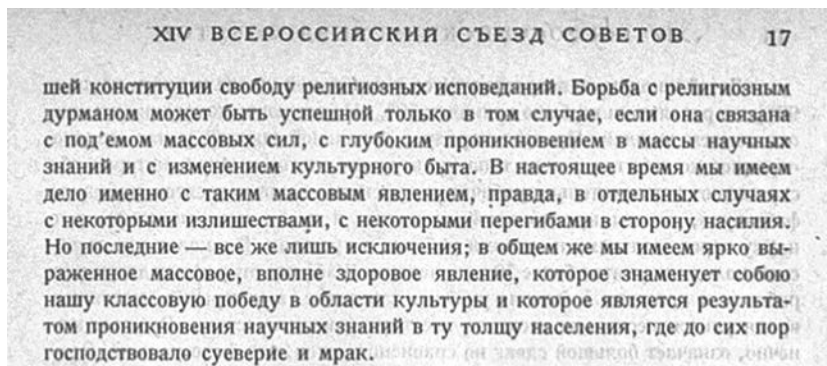 XIV ВСЕРОССИЙСКИЙ СЪЕЗД СОВЕТОВ 17
шей конституции свободу религиозных исповеданий. Борьба с религиозным
дурманом может быть успешной только в том случае, если она связана
с под'емом массовых сил, с глубоким проникновением в массы научных
знаний и с изменением культурного быта. В настоящее время мы имеем
дело именно с таким массовым явлением, правда, в отдельных случаях
с некоторыми излишествами, с некоторыми перегибами в сторону насилия.
Но последние — все же лишь исключения; в общем же мы имеем ярко вы-
раженное массовое, вполне здоровое явление, которое знаменует собою
нашу классовую победу в области культуры и которое является результа-
том проникновения научных знаний в ту толщу населения, где до сих пор
господствовало суеверие и мрак.